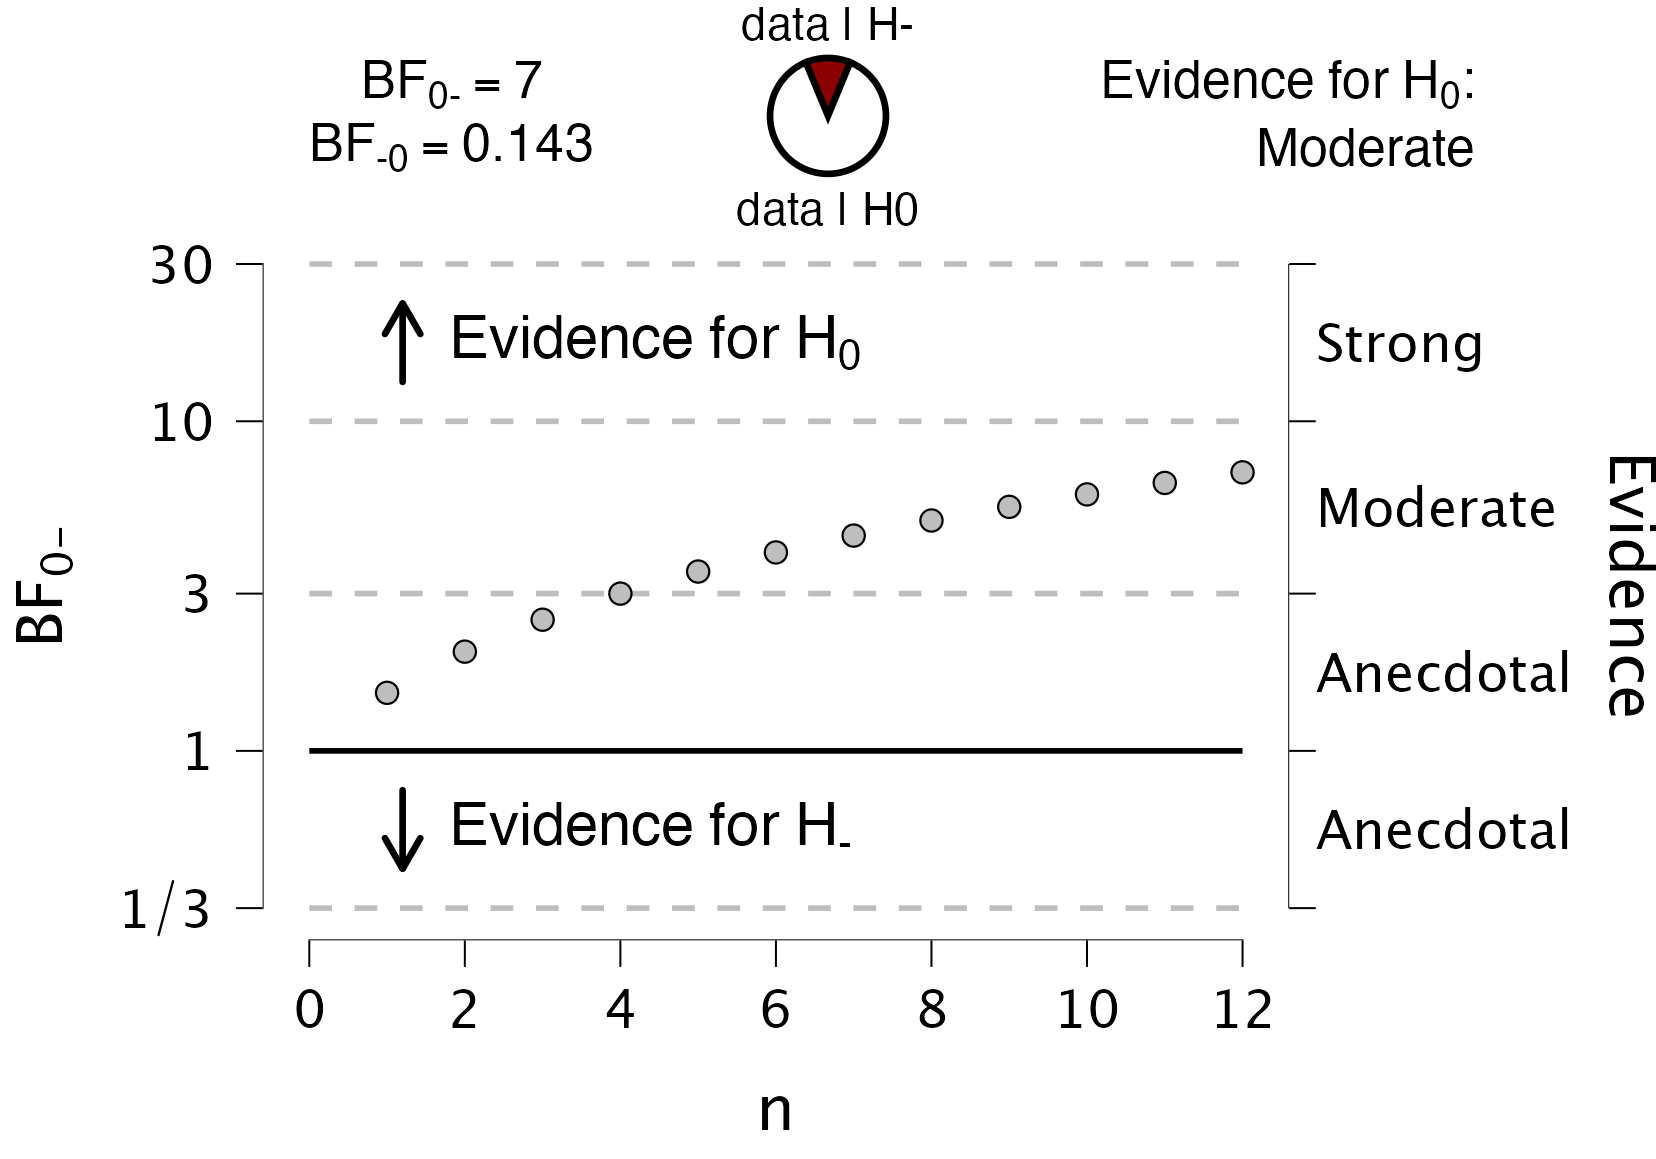 data | H-
BF0- = 7
BF-0 = 0.143
Evidence for H0:
Moderate
data | H0
30
10
3
1
1/3
BF0−
Evidence for H0
Evidence for H-
Strong
Moderate
Anecdotal
Anecdotal
Evidence
0 2 4 6 8 10 12
n